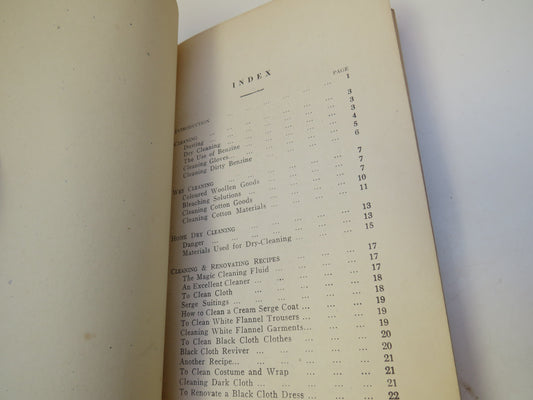 INDEX
PAGE
INTRODUCTION ... ... ... ... 1
CLEANING ... ... ... ... 3
Dusting ... ... ... ... 3
Dry Cleaning ... ... ... ... 3
The Use of Benzine ... ... ... 4
Cleaning Gloves... ... ... ... 5
Cleaning Dirty Benzine ... ... ... 6
WET CLEANING ... ... ... ... 7
Coloured Woollen Goods ... ... ... 7
Bleaching Solutions ... ... ... 7
Cleaning Cotton Goods ... ... ... 10
Cleaning Cotton Materials ... ... ... 11
HOME DRY CLEANING ... ... ... 13
Danger ... ... ... ... 13
Materials Used for Dry-Cleaning ... ... 15
CLEANING & RENOVATING RECIPES ... ... 17
The Magic Cleaning Fluid ... ... ... 17
An Excellent Cleaner ... ... ... 17
To Clean Cloth ... ... ... 18
Serge Suitings ... ... ... ... 18
How to Clean a Cream Serge Coat ... ... 19
To Clean White Flannel Trousers ... ... 19
Cleaning White Flannel Garments... ... 19
To Clean Black Cloth Clothes ... ... 20
Black Cloth Reviver ... ... ... 20
Another Recipe... ... ... ... 21
To Clean Costume and Wrap ... ... 21
Cleaning Dark Cloth... ... ... 21
To Renovate a Black Cloth Dress ... ... 22